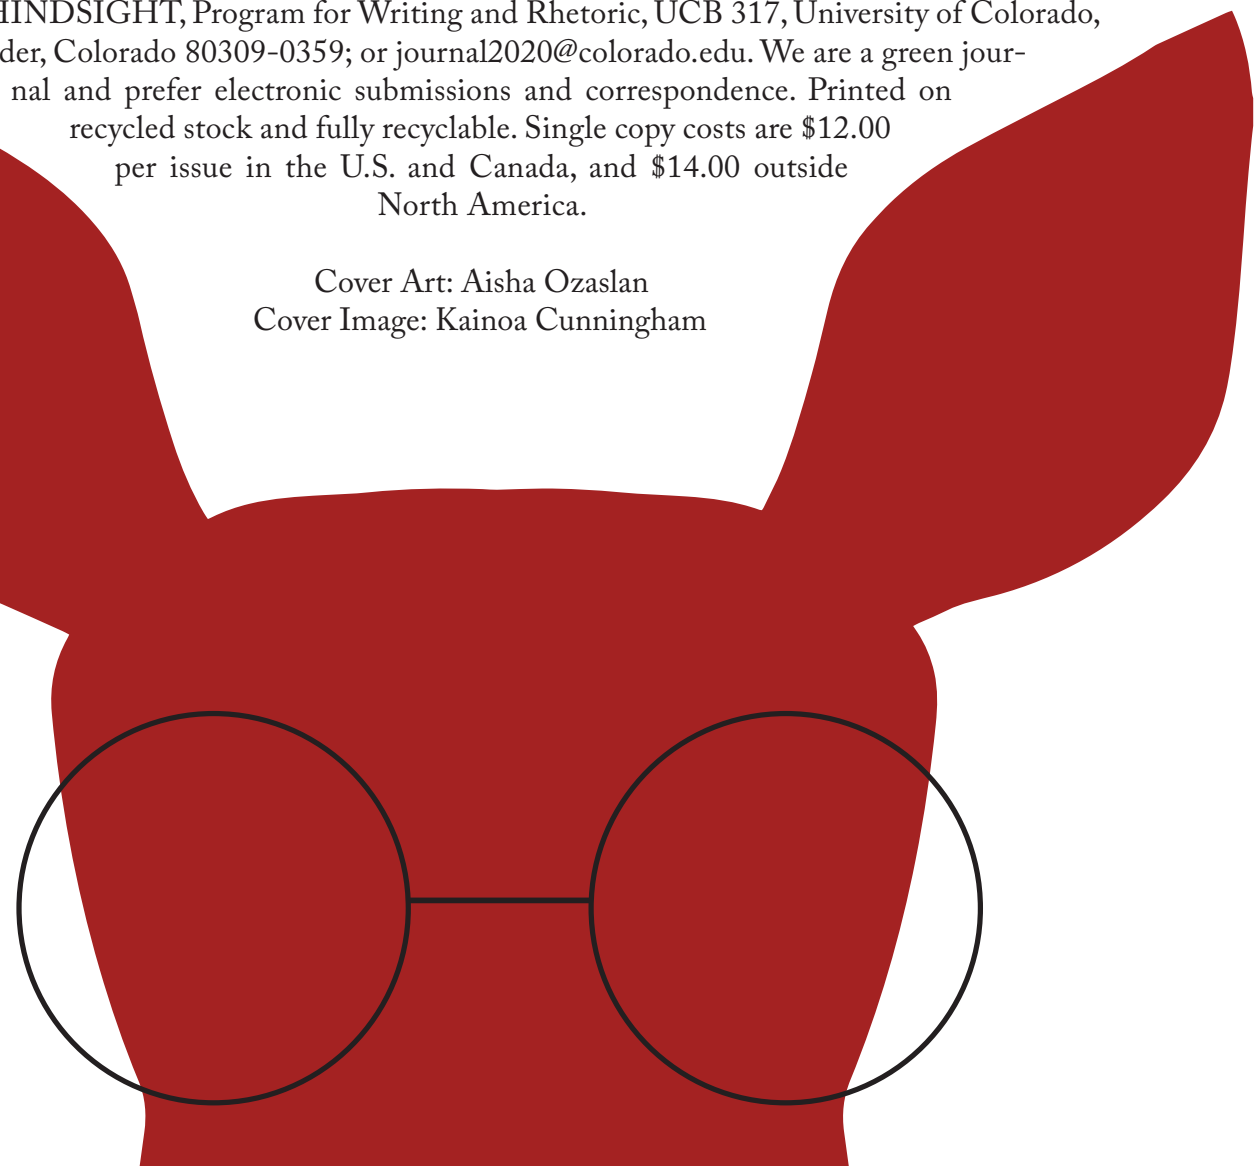 HINDSIGHT, Program for Writing and Rhetoric, UCB 317, University of Colorado,
der, Colorado 80309-0359; or journal2020@colorado.edu. We are a green jour-
nal and prefer electronic submissions and correspondence. Printed on
recycled stock and fully recyclable. Single copy costs are $12.00
per issue in the U.S. and Canada, and $14.00 outside
North America.
Cover Art: Aisha Ozaslan
Cover Image: Kainoa Cunningham